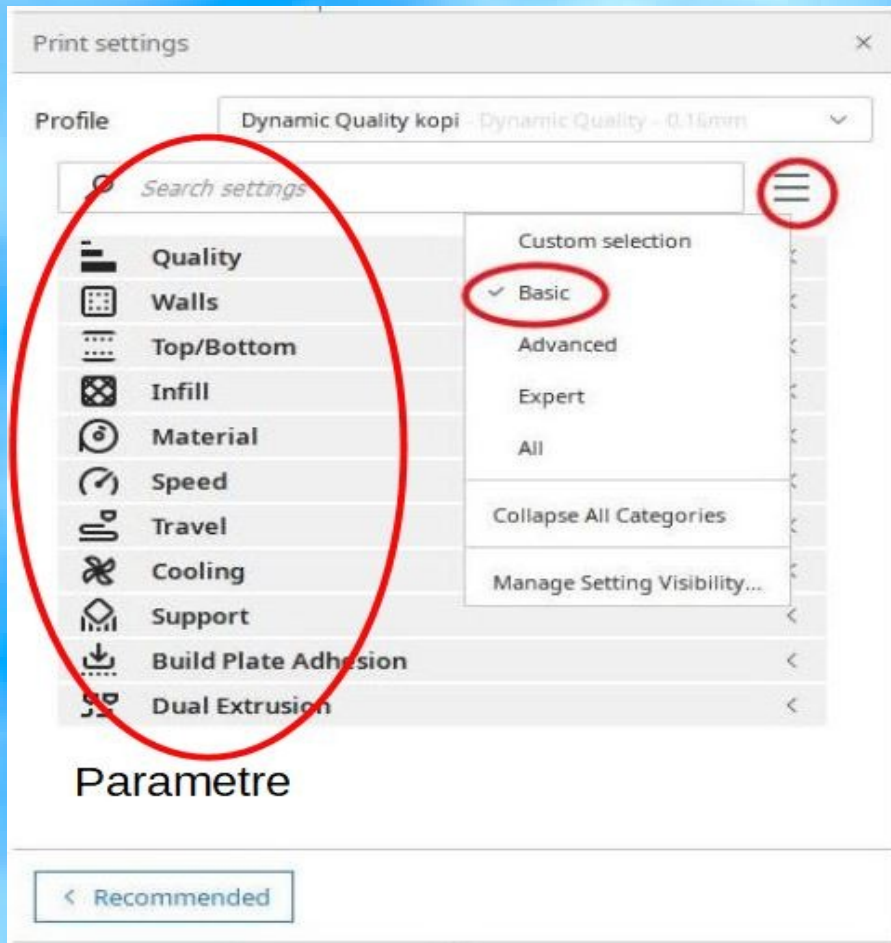 Print settings
Profile
Dynamic Quality kopi - Dynamic Quality - 0.16mm
Search settings
Custom selection
Basic
Advanced
Expert
All
Collapse All Categories
Manage Setting Visibility...
Quality
Walls
Top/Bottom
Infill
Material
Speed
Travel
Cooling
Support
Build Plate Adhesion
Dual Extrusion
Parametre
< Recommended